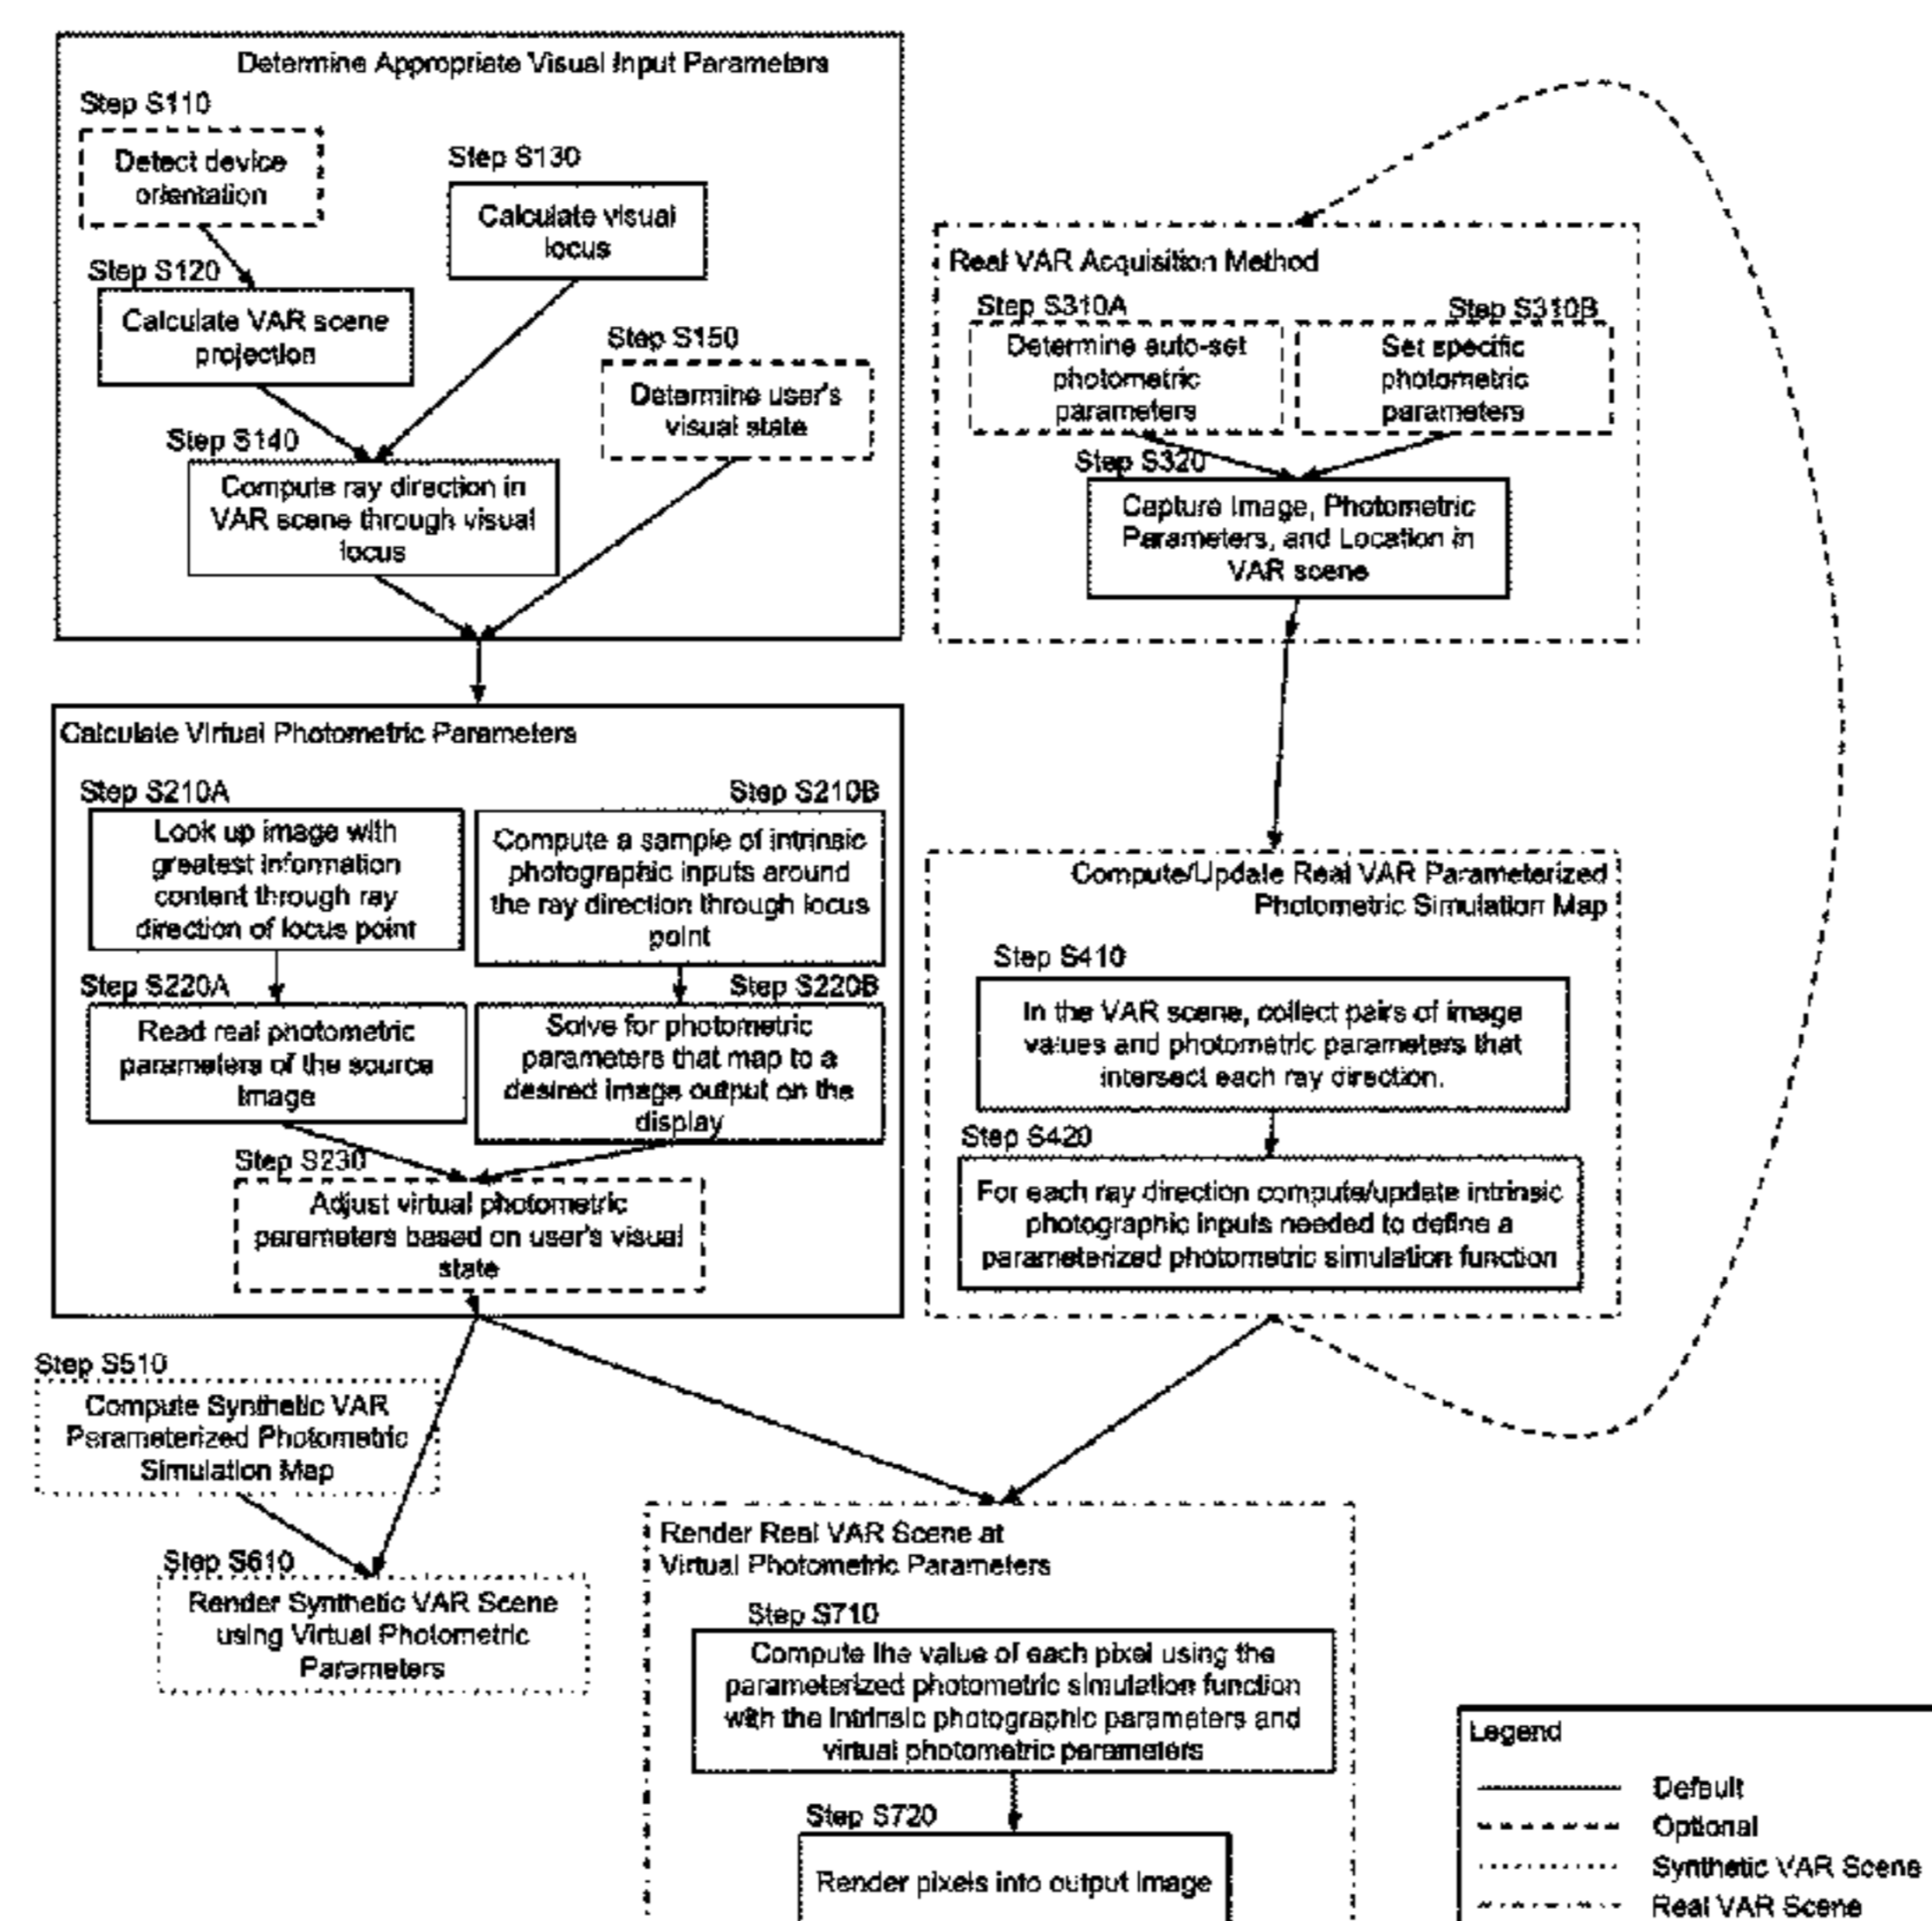 Determine Appropriate Visual Input Parameters
Step S110
Detect device
orientation
Step S130
Calculate visual
locus
Step S120
Calculate VAR scene
projection
Step S150
Determine user's
visual state
Step S140
Compute ray direction in
VAR scene through visual
locus
Real VAR Acquisition Method
Step S310A
Determine auto-set
photometric
parameters
Step S310B
Set specific
photometric
parameters
Step S320
Capture Image, Photometric
Parameters, and Location in
VAR scene
Calculate Virtual Photometric Parameters
Step S210A
Look up image with
greatest information
content through ray
direction of locus point
Step S210B
Compute a sample of intrinsic
photographic inputs around
the ray direction through locus
point
Step S220A
Read real photometric
parameters of the source
image
Step S220B
Solve for photometric
parameters that map to a
desired image output on the
display
Step S230
Adjust virtual photometric
parameters based on user's visual
state
Compute/Update Real VAR Parameterized
Photometric Simulation Map
Step S410
In the VAR scene, collect pairs of image
values and photometric parameters that
intersect each ray direction.
Step S420
For each ray direction compute/update intrinsic
photographic inputs needed to define a
parameterized photometric simulation function
Step S510
Compute Synthetic VAR
Parameterized Photometric
Simulation Map
Step S610
Render Synthetic VAR Scene
using Virtual Photometric
Parameters
Render Real VAR Scene at
Virtual Photometric Parameters
Step S710
Compute the value of each pixel using the
parameterized photometric simulation function
with the intrinsic photographic parameters and
virtual photometric parameters
Step S720
Render pixels into output image
Legend
Default
Optional
Synthetic VAR Scene
Real VAR Scene